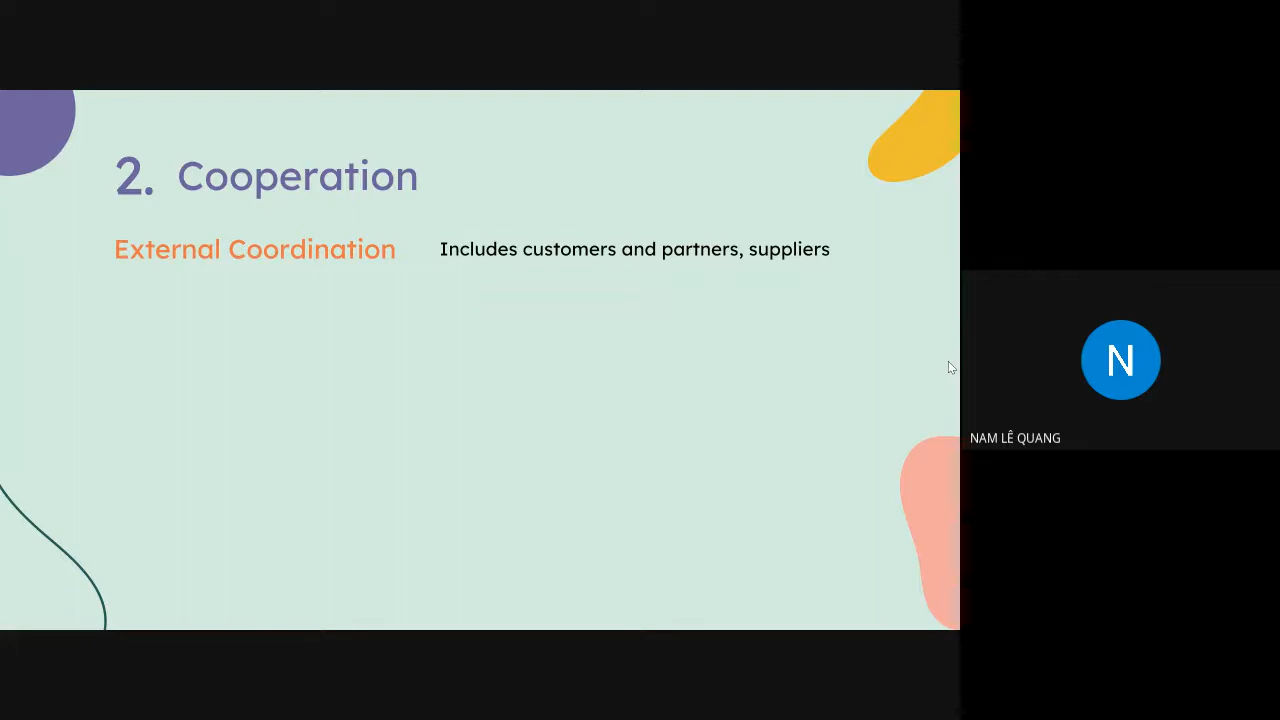 2. Cooperation
External Coordination Includes customers and partners, suppliers
N
NAM LÊ QUANG